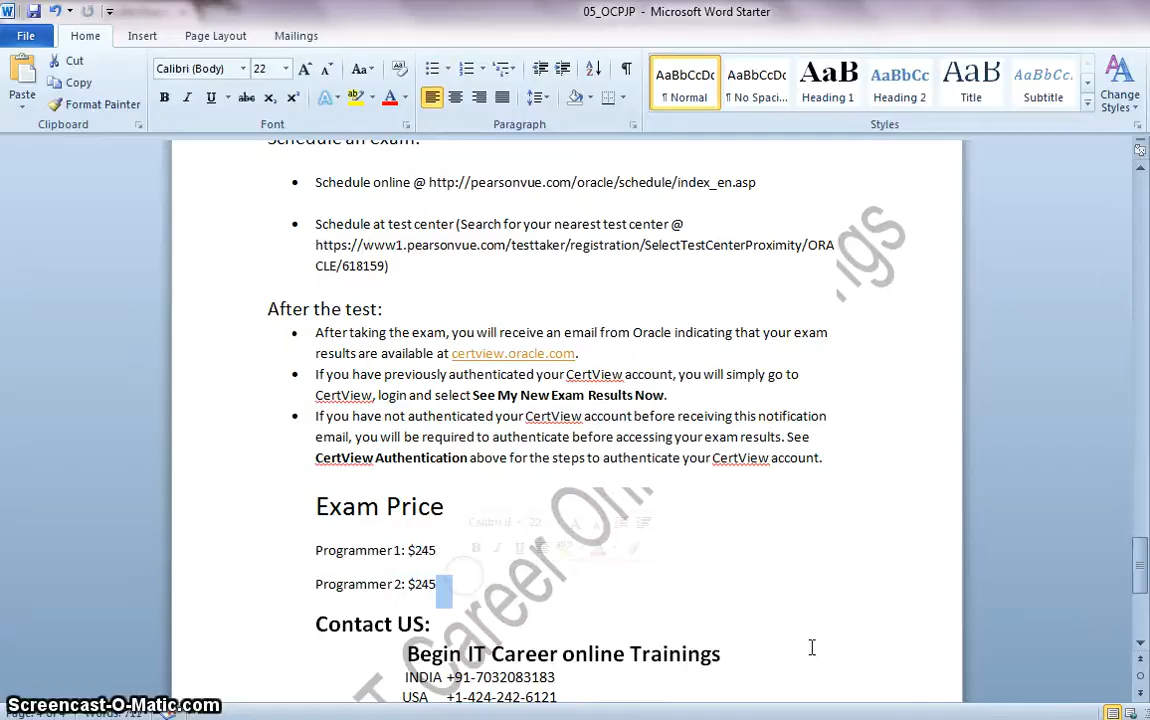 05_OCPJP - Microsoft Word Starter
File Home Insert Page Layout Mailings
Cut
Copy
Format Painter
Paste
Calibri (Body) 22
AaBbCcDc AaBbCcDc AaB AaBbCc AaB AaBbCc.
¶ Normal ¶ No Spaci... Heading 1 Heading 2 Title Subtitle
Change
Styles
Clipboard Font Paragraph Styles
Schedule an exam:
• Schedule online @ http://pearsonvue.com/oracle/schedule/index_en.asp
• Schedule at test center (Search for your nearest test center @
https://www1.pearsonvue.com/testtaker/registration/SelectTestCenterProximity/ORA
CLE/618159)
After the test:
• After taking the exam, you will receive an email from Oracle indicating that your exam
results are available at certview.oracle.com.
• If you have previously authenticated your CertView account, you will simply go to
CertView, login and select See My New Exam Results Now.
• If you have not authenticated your CertView account before receiving this notification
email, you will be required to authenticate before accessing your exam results. See
CertView Authentication above for the steps to authenticate your CertView account.
Exam Price
Programmer 1: $245
Programmer 2: $245
Contact US:
Begin IT Career online Trainings
INDIA +91-7032083183
USA +1-424-242-6121
Screencast-O-Matic.com